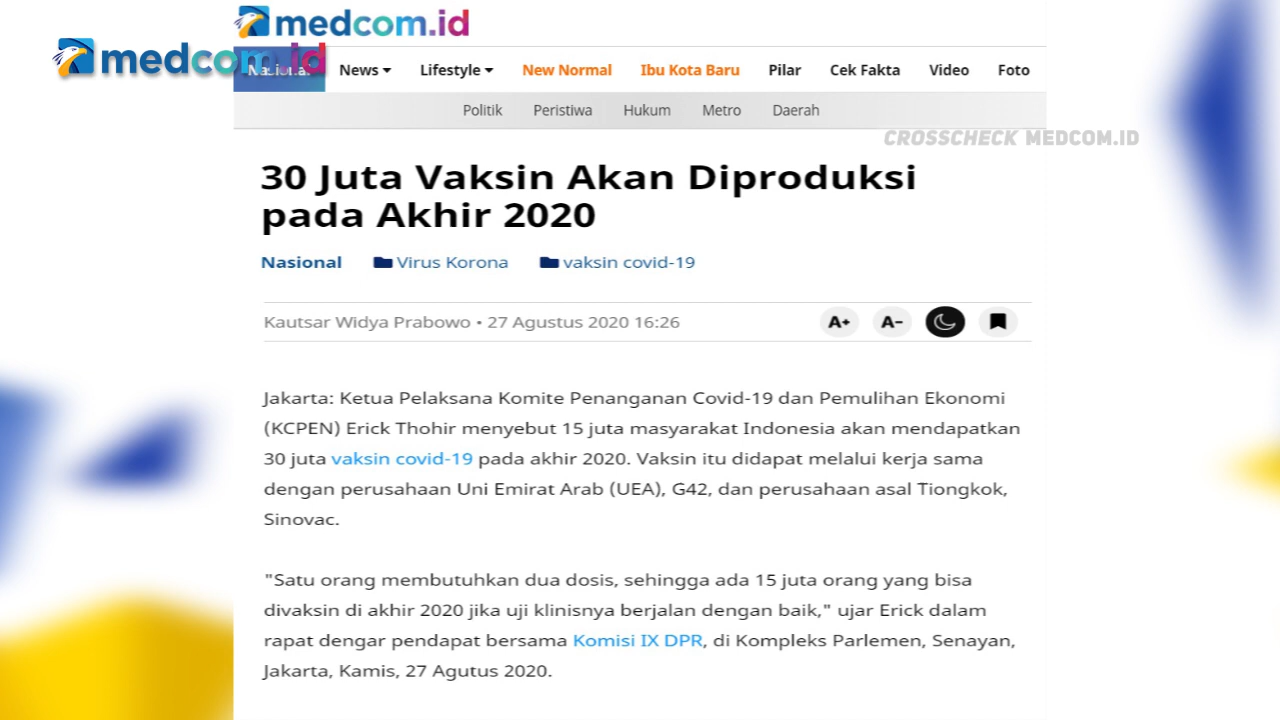 medcom.id
medcom.id
Nasional News Lifestyle New Normal Ibu Kota Baru Pilar Cek Fakta Video Foto
Politik Peristiwa Hukum Metro Daerah
CROSSCHECK MEDCOM.ID
30 Juta Vaksin Akan Diproduksi
pada Akhir 2020
Nasional Virus Korona vaksin covid-19
Kautsar Widya Prabowo • 27 Agustus 2020 16:26 A+ A-
Jakarta: Ketua Pelaksana Komite Penanganan Covid-19 dan Pemulihan Ekonomi
(KCPEN) Erick Thohir menyebut 15 juta masyarakat Indonesia akan mendapatkan
30 juta vaksin covid-19 pada akhir 2020. Vaksin itu didapat melalui kerja sama
dengan perusahaan Uni Emirat Arab (UEA), G42, dan perusahaan asal Tiongkok,
Sinovac.
"Satu orang membutuhkan dua dosis, sehingga ada 15 juta orang yang bisa
divaksin di akhir 2020 jika uji klinisnya berjalan dengan baik," ujar Erick dalam
rapat dengar pendapat bersama Komisi IX DPR, di Kompleks Parlemen, Senayan,
Jakarta, Kamis, 27 Agutus 2020.